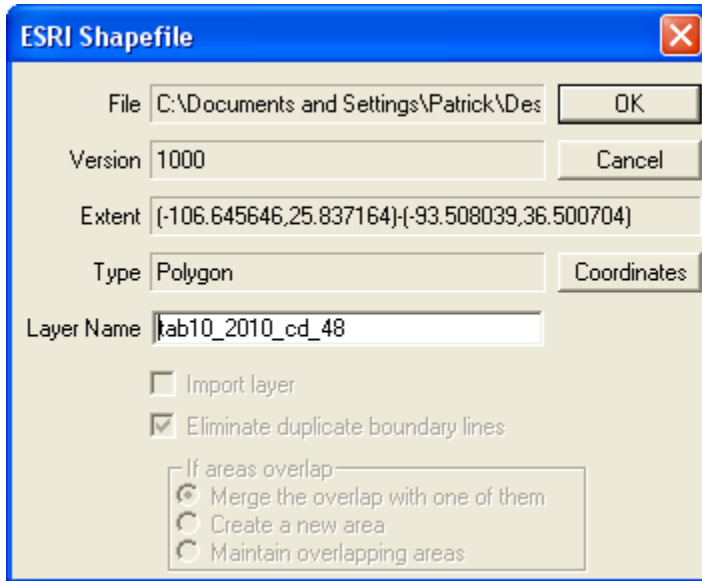 ESRI Shapefile
File C:\Documents and Settings\Patrick\Des OK
Version 1000 Cancel
Extent (-106.645646,25.837164)-(-93.508039,36.500704)
Type Polygon Coordinates
Layer Name tab10_2010_cd_48
Import layer
Eliminate duplicate boundary lines
If areas overlap
Merge the overlap with one of them
Create a new area
Maintain overlapping areas